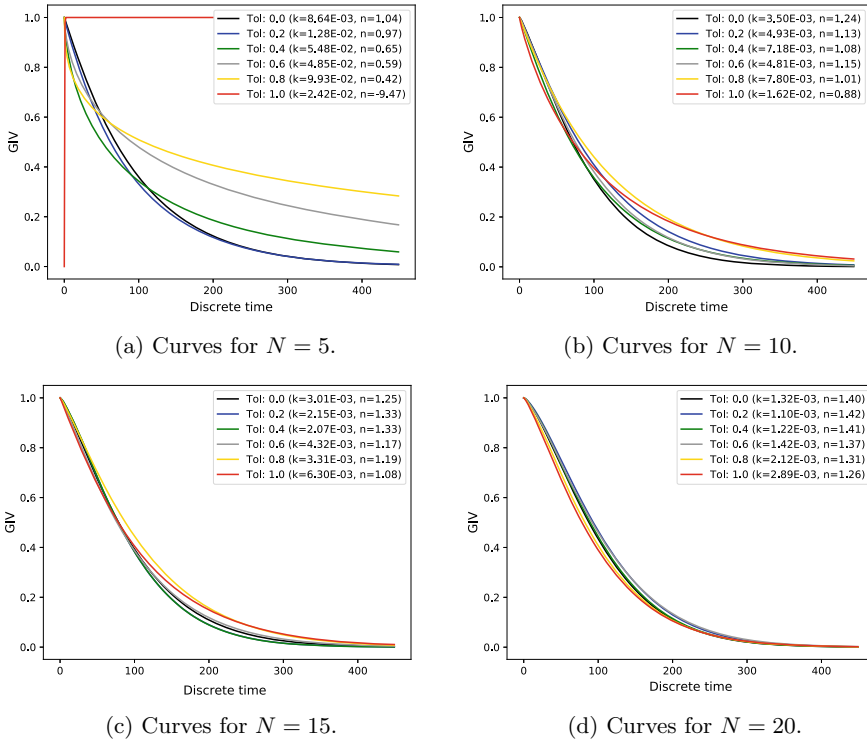 1.0
0.8
0.6
0.4
0.2
0.0
GIV
0
100
200
300
400
Discrete time
Tol: 0.0 (k=8.64E-03, n=1.04)
Tol: 0.2 (k=1.28E-02, n=0.97)
Tol: 0.4 (k=5.48E-02, n=0.65)
Tol: 0.6 (k=4.85E-02, n=0.59)
Tol: 0.8 (k=9.93E-02, n=0.42)
Tol: 1.0 (k=2.42E-02, n=-9.47)
(a) Curves for N = 5.
1.0
0.8
0.6
0.4
0.2
0.0
GIV
0
100
200
300
400
Discrete time
Tol: 0.0 (k=3.50E-03, n=1.24)
Tol: 0.2 (k=4.93E-03, n=1.13)
Tol: 0.4 (k=7.18E-03, n=1.08)
Tol: 0.6 (k=4.81E-03, n=1.15)
Tol: 0.8 (k=7.80E-03, n=1.01)
Tol: 1.0 (k=1.62E-02, n=0.88)
(b) Curves for N = 10.
1.0
0.8
0.6
0.4
0.2
0.0
GIV
0
100
200
300
400
Discrete time
Tol: 0.0 (k=3.01E-03, n=1.25)
Tol: 0.2 (k=2.15E-03, n=1.33)
Tol: 0.4 (k=2.07E-03, n=1.33)
Tol: 0.6 (k=4.32E-03, n=1.17)
Tol: 0.8 (k=3.31E-03, n=1.19)
Tol: 1.0 (k=6.30E-03, n=1.08)
(c) Curves for N = 15.
1.0
0.8
0.6
0.4
0.2
0.0
GIV
0
100
200
300
400
Discrete time
Tol: 0.0 (k=1.32E-03, n=1.40)
Tol: 0.2 (k=1.10E-03, n=1.42)
Tol: 0.4 (k=1.22E-03, n=1.41)
Tol: 0.6 (k=1.42E-03, n=1.37)
Tol: 0.8 (k=2.12E-03, n=1.31)
Tol: 1.0 (k=2.89E-03, n=1.26)
(d) Curves for N = 20.